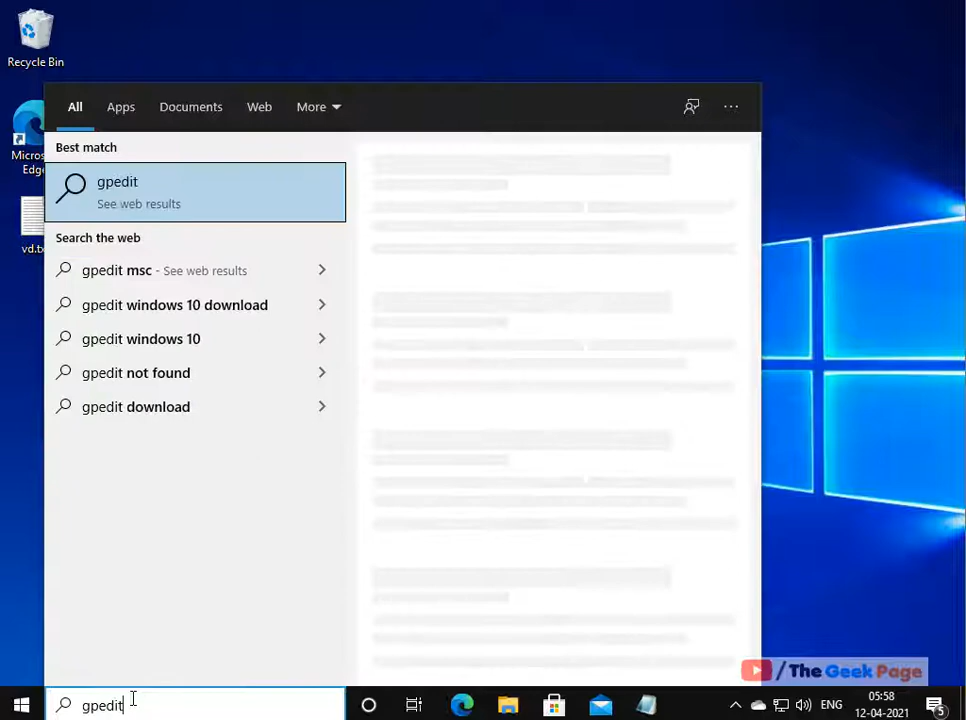 Recycle Bin
Micros
Edge
vd.tx
All Apps Documents Web More
Best match
gpedit
See web results
Search the web
gpedit msc - See web results
gpedit windows 10 download
gpedit windows 10
gpedit not found
gpedit download
/ The Geek Page
gpedit
ENG
05:58
12-04-2021
5